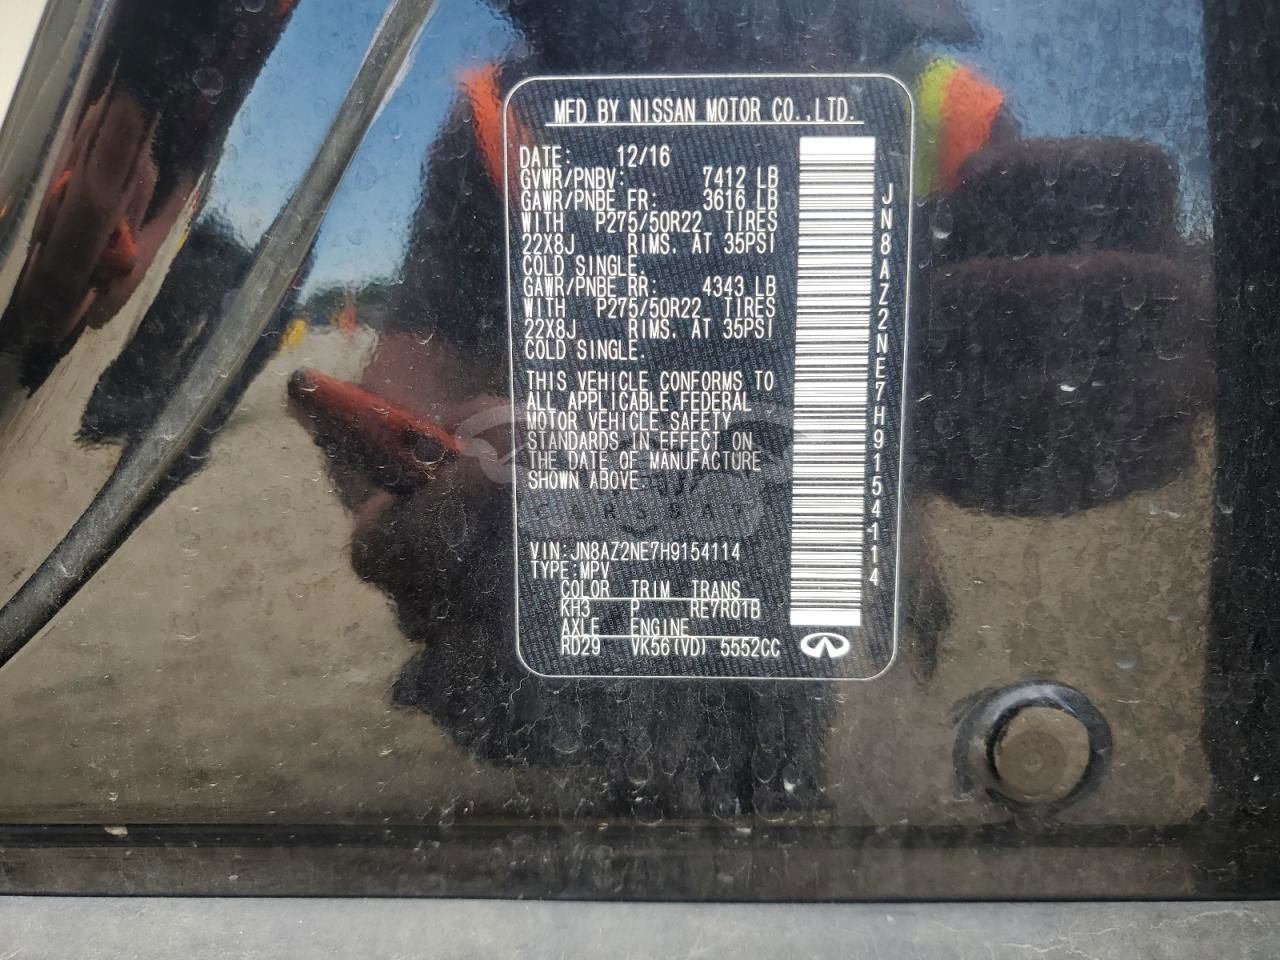 MFD BY NISSAN MOTOR CO.,LTD.
DATE: 12/16
GVWR/PNBV: 7412 LB
GAWR/PNBE FR: 3616 LB
WITH P275/50R22 TIRES
22X8J RIMS. AT 35PSI
COLD SINGLE.
GAWR/PNBE RR: 4343 LB
WITH P275/50R22 TIRES
22X8J RIMS. AT 35PSI
COLD SINGLE.
THIS VEHICLE CONFORMS TO
ALL APPLICABLE FEDERAL
MOTOR VEHICLE SAFETY
STANDARDS IN EFFECT ON
THE DATE OF MANUFACTURE
SHOWN ABOVE.
VIN:JN8AZ2NE7H9154114
TYPE:MPV
COLOR TRIM TRANS
KH3 P RE7R01B
AXLE ENGINE
RD29 VK56(VD) 5552CC
JN8AZ2NE7H9154114